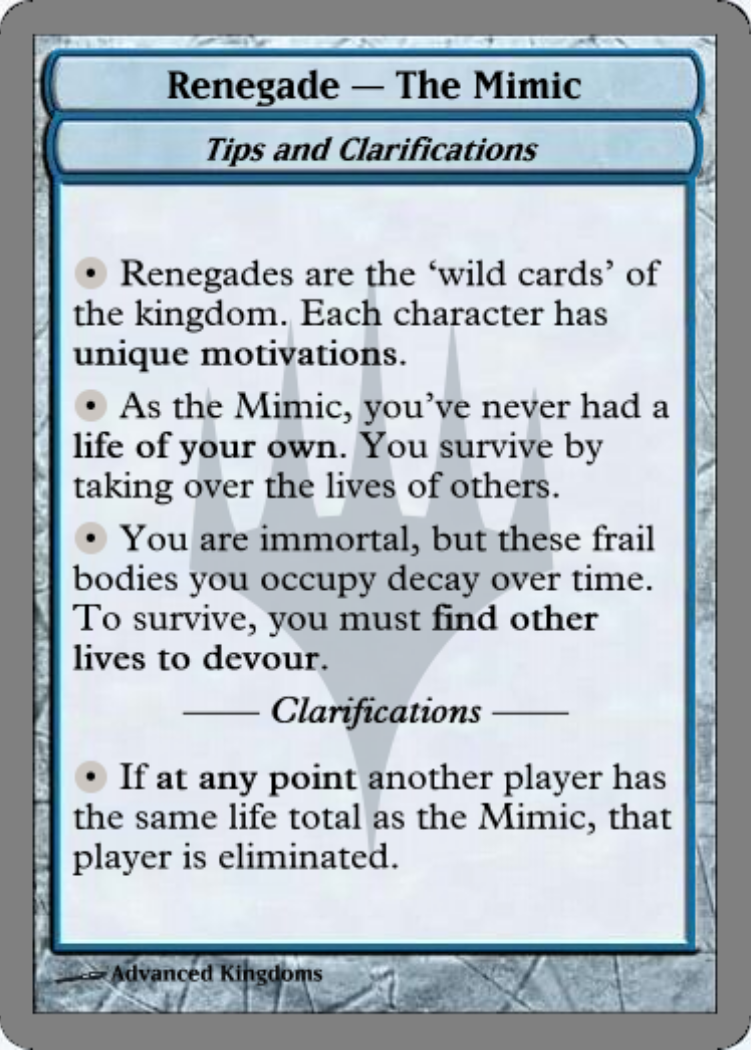 Renegade — The Mimic
Tips and Clarifications
• Renegades are the ‘wild cards’ of
the kingdom. Each character has
unique motivations.
• As the Mimic, you’ve never had a
life of your own. You survive by
taking over the lives of others.
• You are immortal, but these frail
bodies you occupy decay over time.
To survive, you must find other
lives to devour.
—— Clarifications ——
• If at any point another player has
the same life total as the Mimic, that
player is eliminated.
Advanced Kingdoms